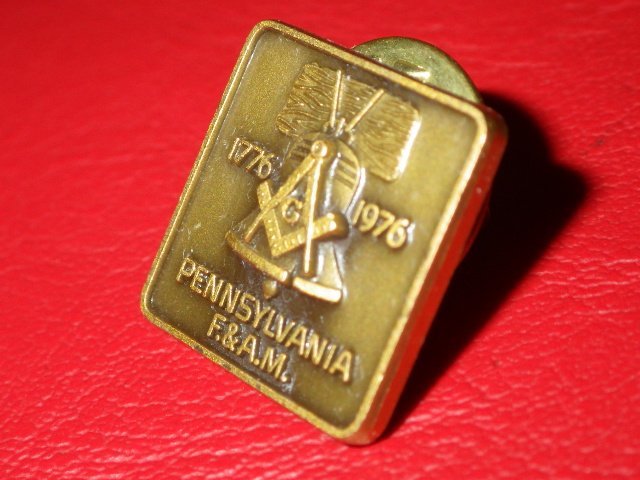 1776 1976
G
PENNSYLVANIA
F.&A.M.